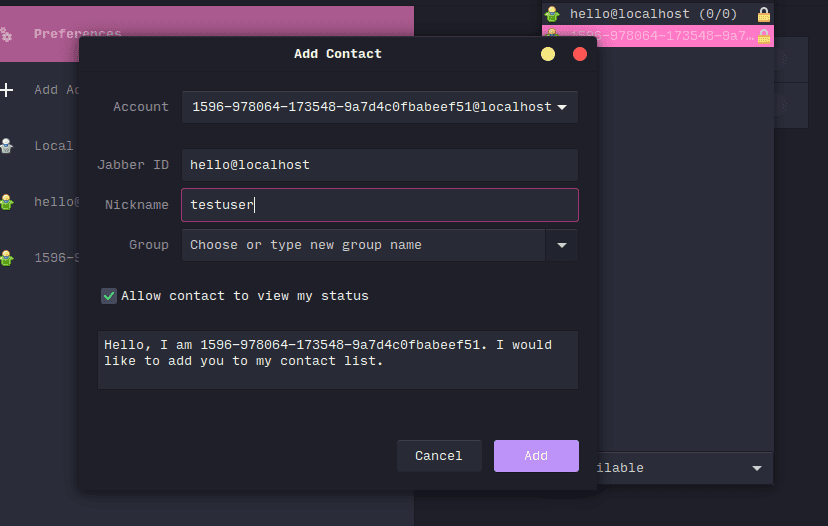 Preferences
hello@localhost (0/0)
1596-978064-173548-9a7…
Add Contact
Add Ac
Account 1596-978064-173548-9a7d4c0fbabeef51@localhost
Local
Jabber ID hello@localhost
hello@
Nickname testuser
Group Choose or type new group name
1596-9
Allow contact to view my status
Hello, I am 1596-978064-173548-9a7d4c0fbabeef51. I would
like to add you to my contact list.
Cancel Add
ilable